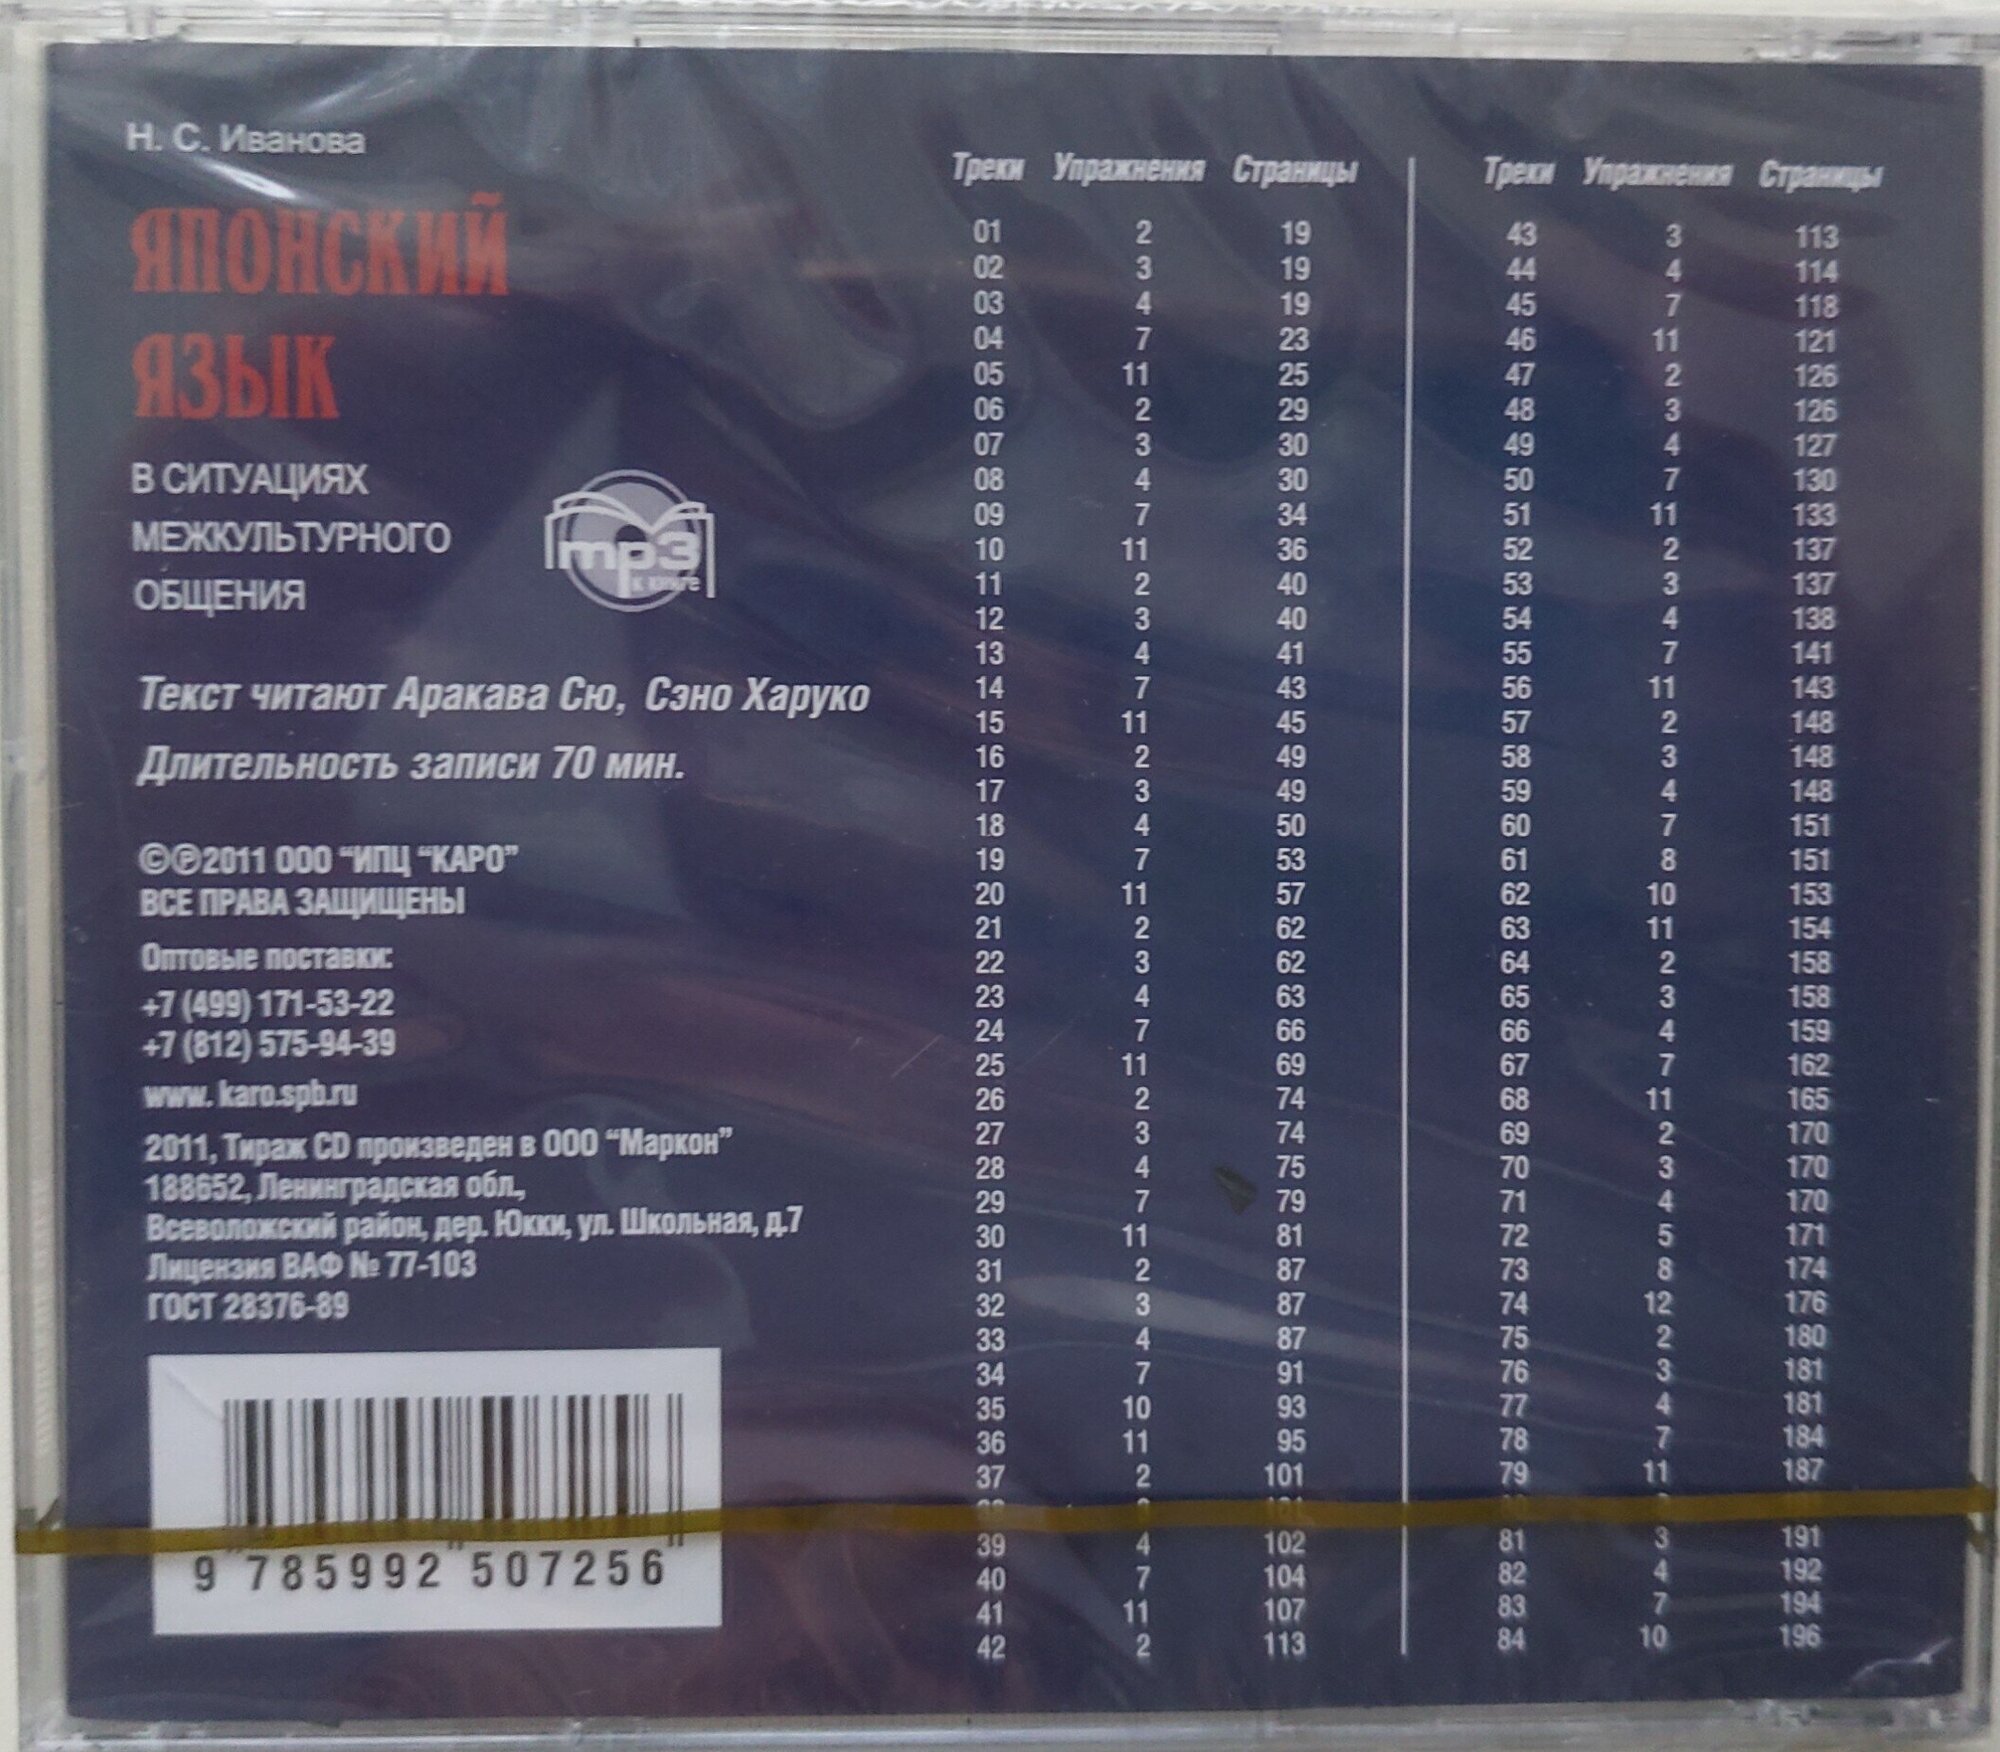 Н. С. Иванова
ЯПОНСКИЙ
ЯЗЫК
В СИТУАЦИЯХ
МЕЖКУЛЬТУРНОГО
ОБЩЕНИЯ
mp3
к книге
Текст читают Аракава Сю, Сэно Харуко
Длительность записи 70 мин.
©℗2011 ООО “ИПЦ “КАРО”
ВСЕ ПРАВА ЗАЩИЩЕНЫ
Оптовые поставки:
+7 (499) 171-53-22
+7 (812) 575-94-39
www. karo.spb.ru
2011, Тираж CD произведен в ООО “Маркон”
188652, Ленинградская обл.,
Всеволожский район, дер. Юкки, ул. Школьная, д.7
Лицензия ВАФ № 77-103
ГОСТ 28376-89
9 785992 507256
Треки Упражнения Страницы
01 2 19
02 3 19
03 4 19
04 7 23
05 11 25
06 2 29
07 3 30
08 4 30
09 7 34
10 11 36
11 2 40
12 3 40
13 4 41
14 7 43
15 11 45
16 2 49
17 3 49
18 4 50
19 7 53
20 11 57
21 2 62
22 3 62
23 4 63
24 7 66
25 11 69
26 2 74
27 3 74
28 4 75
29 7 79
30 11 81
31 2 87
32 3 87
33 4 87
34 7 91
35 10 93
36 11 95
37 2 101
39 4 102
40 7 104
41 11 107
42 2 113
Треки Упражнения Страницы
43 3 113
44 4 114
45 7 118
46 11 121
47 2 126
48 3 126
49 4 127
50 7 130
51 11 133
52 2 137
53 3 137
54 4 138
55 7 141
56 11 143
57 2 148
58 3 148
59 4 148
60 7 151
61 8 151
62 10 153
63 11 154
64 2 158
65 3 158
66 4 159
67 7 162
68 11 165
69 2 170
70 3 170
71 4 170
72 5 171
73 8 174
74 12 176
75 2 180
76 3 181
77 4 181
78 7 184
79 11 187
81 3 191
82 4 192
83 7 194
84 10 196